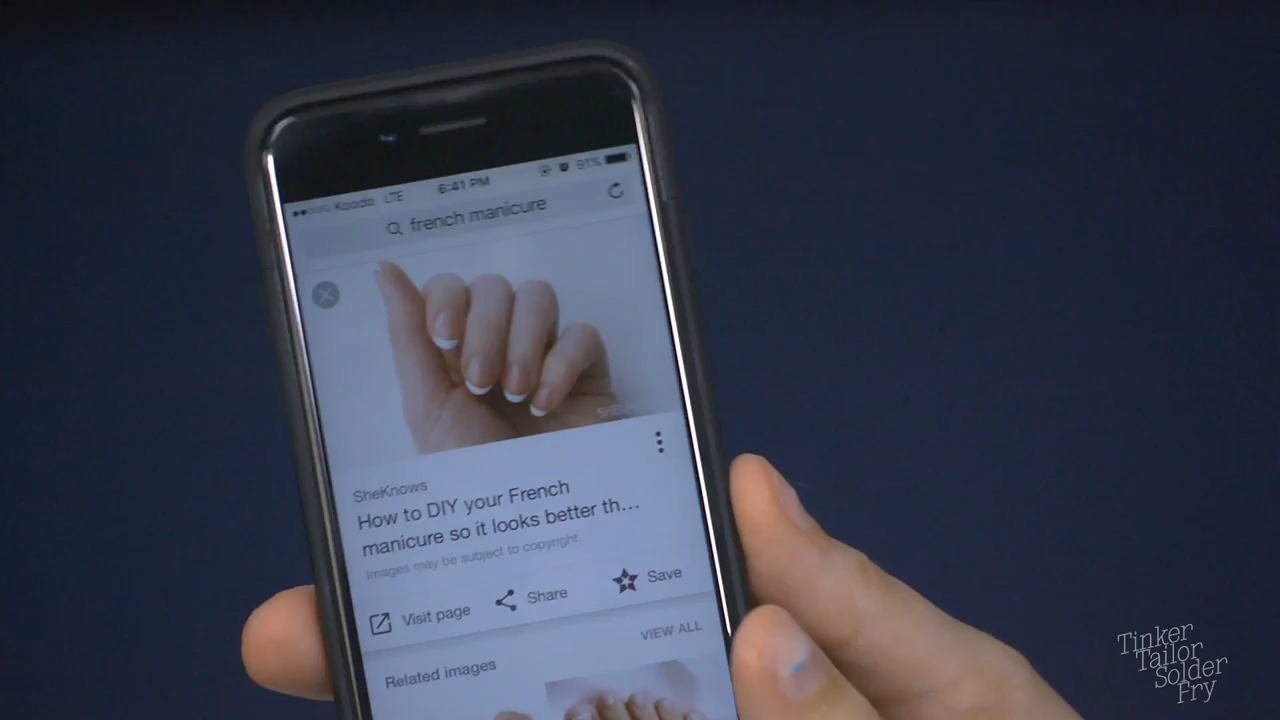 Koodo LTE 6:41 PM 91%
french manicure
SheKnows
How to DIY your French
manicure so it looks better th...
Images may be subject to copyright.
Visit page Share Save
VIEW ALL
Related images
Tinker
Tailor
Solder
Fry